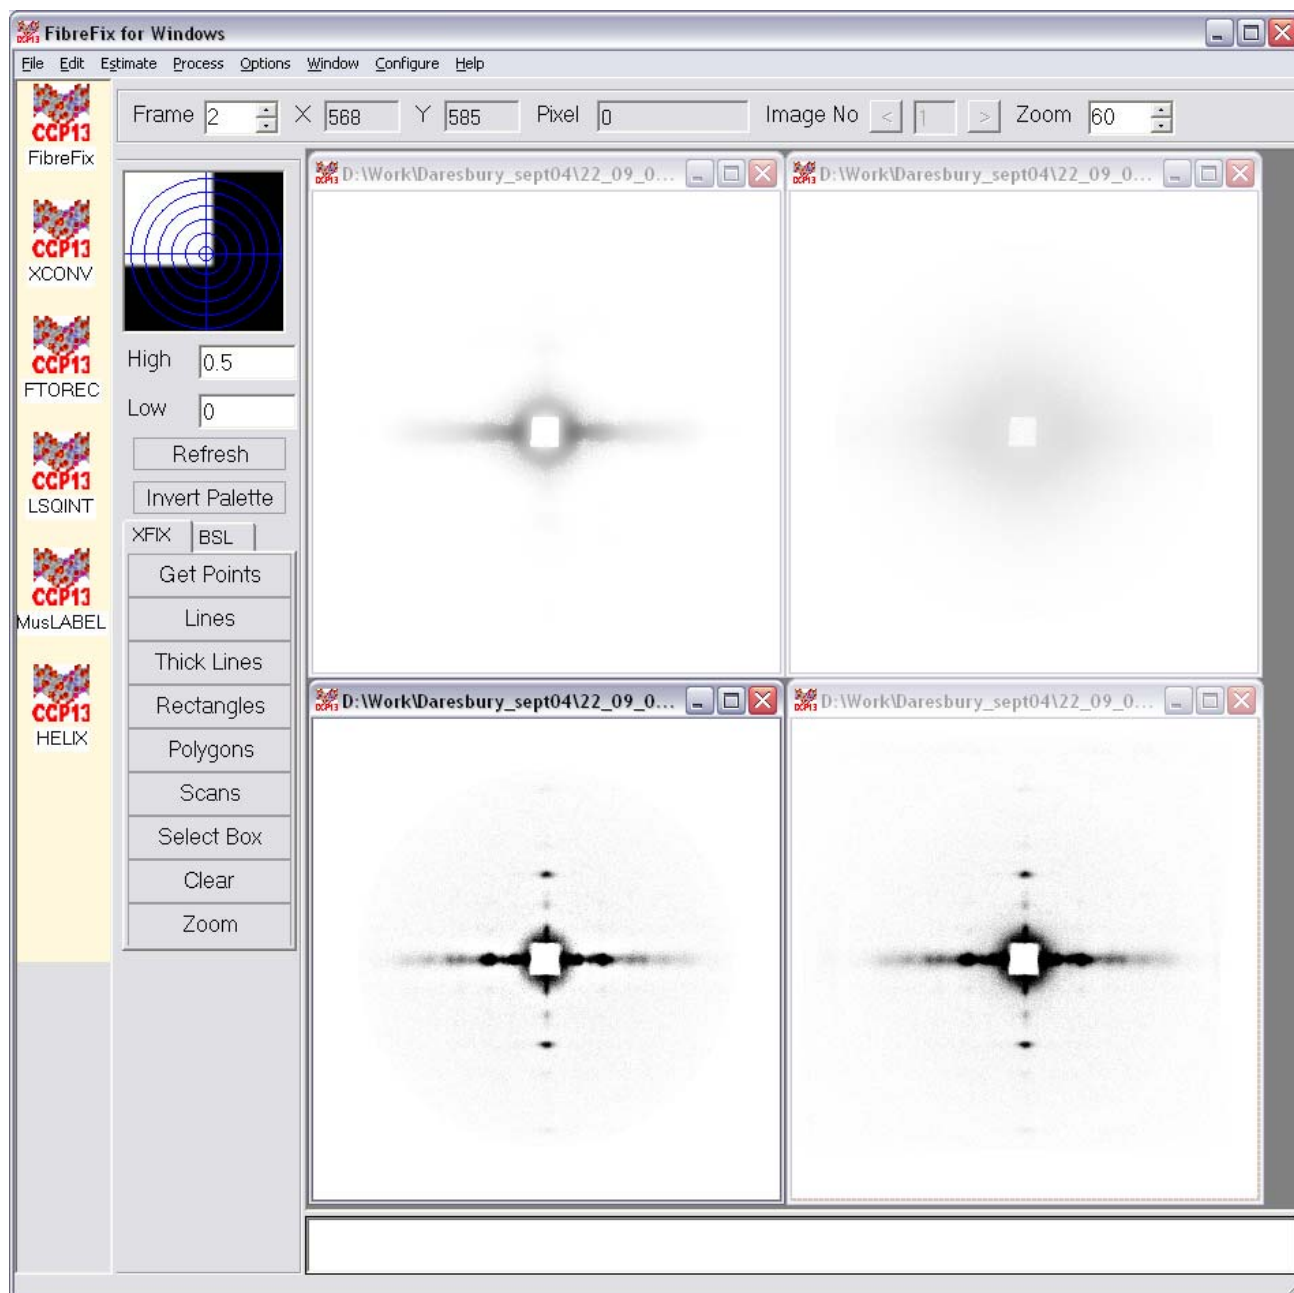 FibreFix for Windows
File Edit Estimate Process Options Window Configure Help
Frame 2 X 568 Y 585 Pixel 0 Image No < 1 > Zoom 60
CCP13
FibreFix
CCP13
XCONV
CCP13
FTOREC
CCP13
LSQINT
CCP13
MusLABEL
CCP13
HELIX
High 0.5
Low 0
Refresh
Invert Palette
XFIX BSL
Get Points
Lines
Thick Lines
Rectangles
Polygons
Scans
Select Box
Clear
Zoom
D:\Work\Daresbury_sept04\22_09_0...
D:\Work\Daresbury_sept04\22_09_0...
D:\Work\Daresbury_sept04\22_09_0...
D:\Work\Daresbury_sept04\22_09_0...